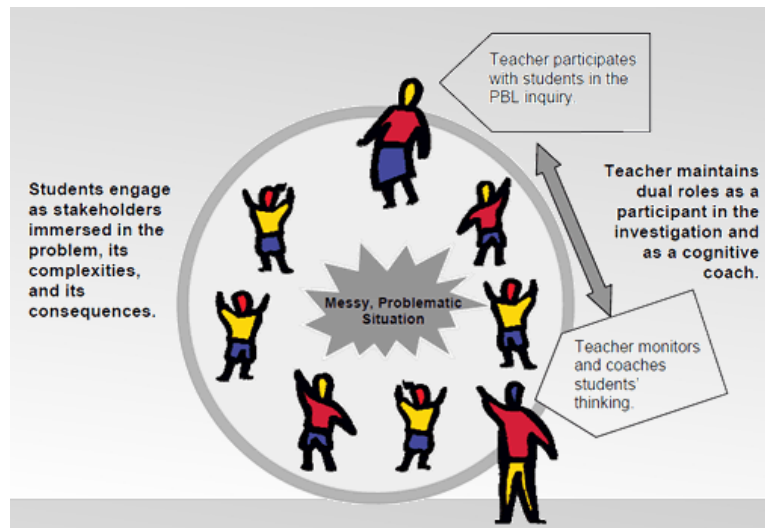 Teacher participates
with students in the
PBL inquiry.
Students engage
as stakeholders
immersed in the
problem, its
complexities,
and its
consequences.
Teacher maintains
dual roles as a
participant in the
investigation and
as a cognitive
coach.
Messy, Problematic
Situation
Teacher monitors
and coaches
students'
thinking.